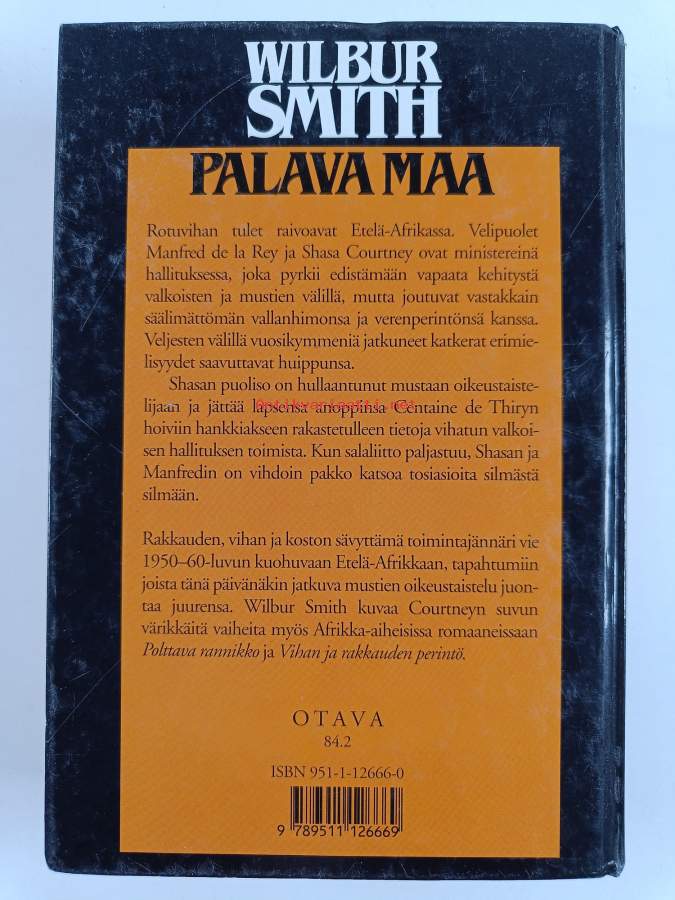 WILBUR
SMITH
PALAVA MAA
Rotuvihan tulet raivoavat Etelä-Afrikassa. Velipuolet
Manfred de la Rey ja Shasa Courtney ovat ministereinä
hallituksessa, joka pyrkii edistämään vapaata kehitystä
valkoisten ja mustien välillä, mutta joutuvat vastakkain
säälimättömän vallanhimonsa ja verenperintönsä kanssa.
Veljesten välillä vuosikymmeniä jatkuneet katkerat erimie-
lisyydet saavuttavat huippunsa.
Shasan puoliso on hullaantunut mustaan oikeustaiste-
lijaan ja jättää lapsensa anoppinsa Centaine de Thiryn
hoiviin hankkiakseen rakastetulleen tietoja vihatun valkoi-
sen hallituksen toimista. Kun salaliitto paljastuu, Shasan ja
Manfredin on vihdoin pakko katsoa tosiasioita silmästä
silmään.
Rakkauden, vihan ja koston sävyttämä toimintajännäri vie
1950–60-luvun kuohuvaan Etelä-Afrikkaan, tapahtumiin
joista tänä päivänäkin jatkuva mustien oikeustaistelu juon-
taa juurensa. Wilbur Smith kuvaa Courtneyn suvun
värikkäitä vaiheita myös Afrikka-aiheisissa romaaneissaan
Polttava rannikko ja Vihan ja rakkauden perintö.
OTAVA
84.2
ISBN 951-1-12666-0
9 789511 126669